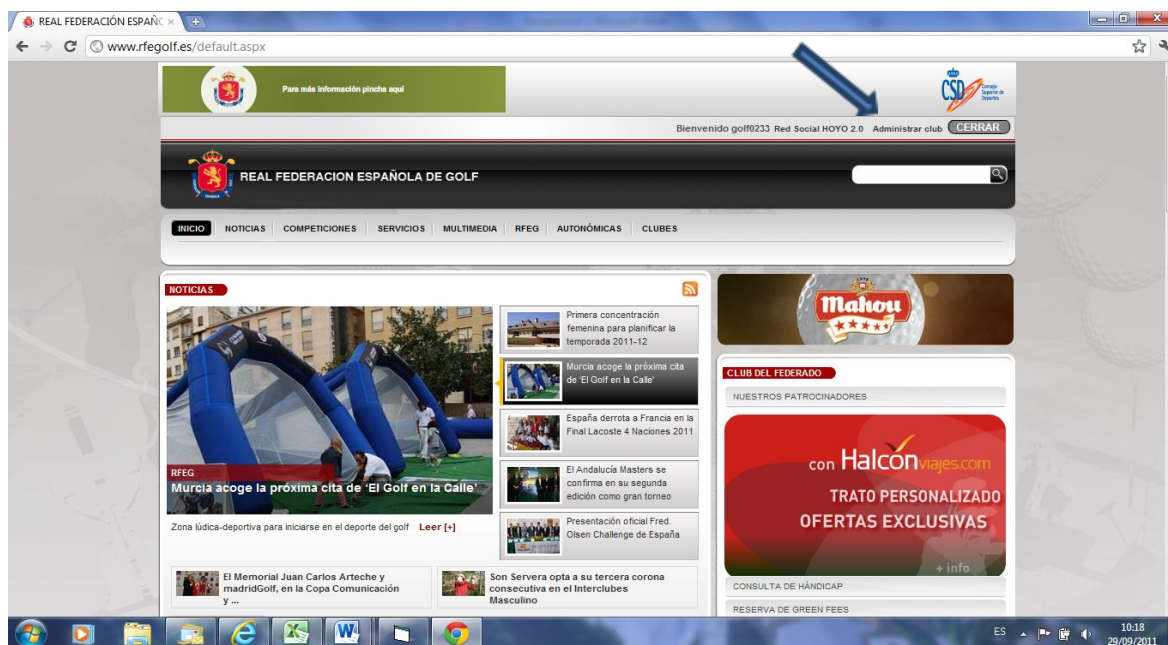 REAL FEDERACIÓN ESPAÑC
www.rfegolf.es/default.aspx
Para más información pincha aquí
CSD
Consejo
Superior de
Deportes
Bienvenido golf0233 Red Social HOYO 2.0 Administrar club CERRAR
REAL FEDERACION ESPAÑOLA DE GOLF
INICIO NOTICIAS COMPETICIONES SERVICIOS MULTIMEDIA RFEG AUTONÓMICAS CLUBES
NOTICIAS
RFEG
Murcia acoge la próxima cita de 'El Golf en la Calle'
Zona lúdica-deportiva para iniciarse en el deporte del golf Leer [+]
Primera concentración
femenina para planificar la
temporada 2011-12
Murcia acoge la próxima cita
de 'El Golf en la Calle'
España derrota a Francia en la
Final Lacoste 4 Naciones 2011
El Andalucía Masters se
confirma en su segunda
edición como gran torneo
Presentación oficial Fred.
Olsen Challenge de España
El Memorial Juan Carlos Arteche y
madridGolf, en la Copa Comunicación
y ...
Son Servera opta a su tercera corona
consecutiva en el Interclubes
Masculino
Mahou
CLUB DEL FEDERADO
NUESTROS PATROCINADORES
con Halcónviajes.com
TRATO PERSONALIZADO
OFERTAS EXCLUSIVAS
+ info
CONSULTA DE HÁNDICAP
RESERVA DE GREEN FEES
ES
10:18
29/09/2011